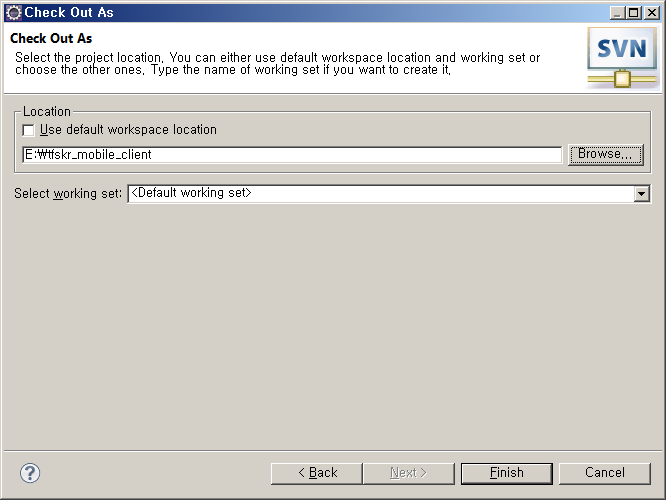 Check Out As
Check Out As
Select the project location. You can either use default workspace location and working set or
choose the other ones. Type the name of working set if you want to create it.
SVN
Location
Use default workspace location
E:₩tfskr_mobile_client
Browse...
Select working set:
<Default working set>
?
< Back
Next >
Finish
Cancel